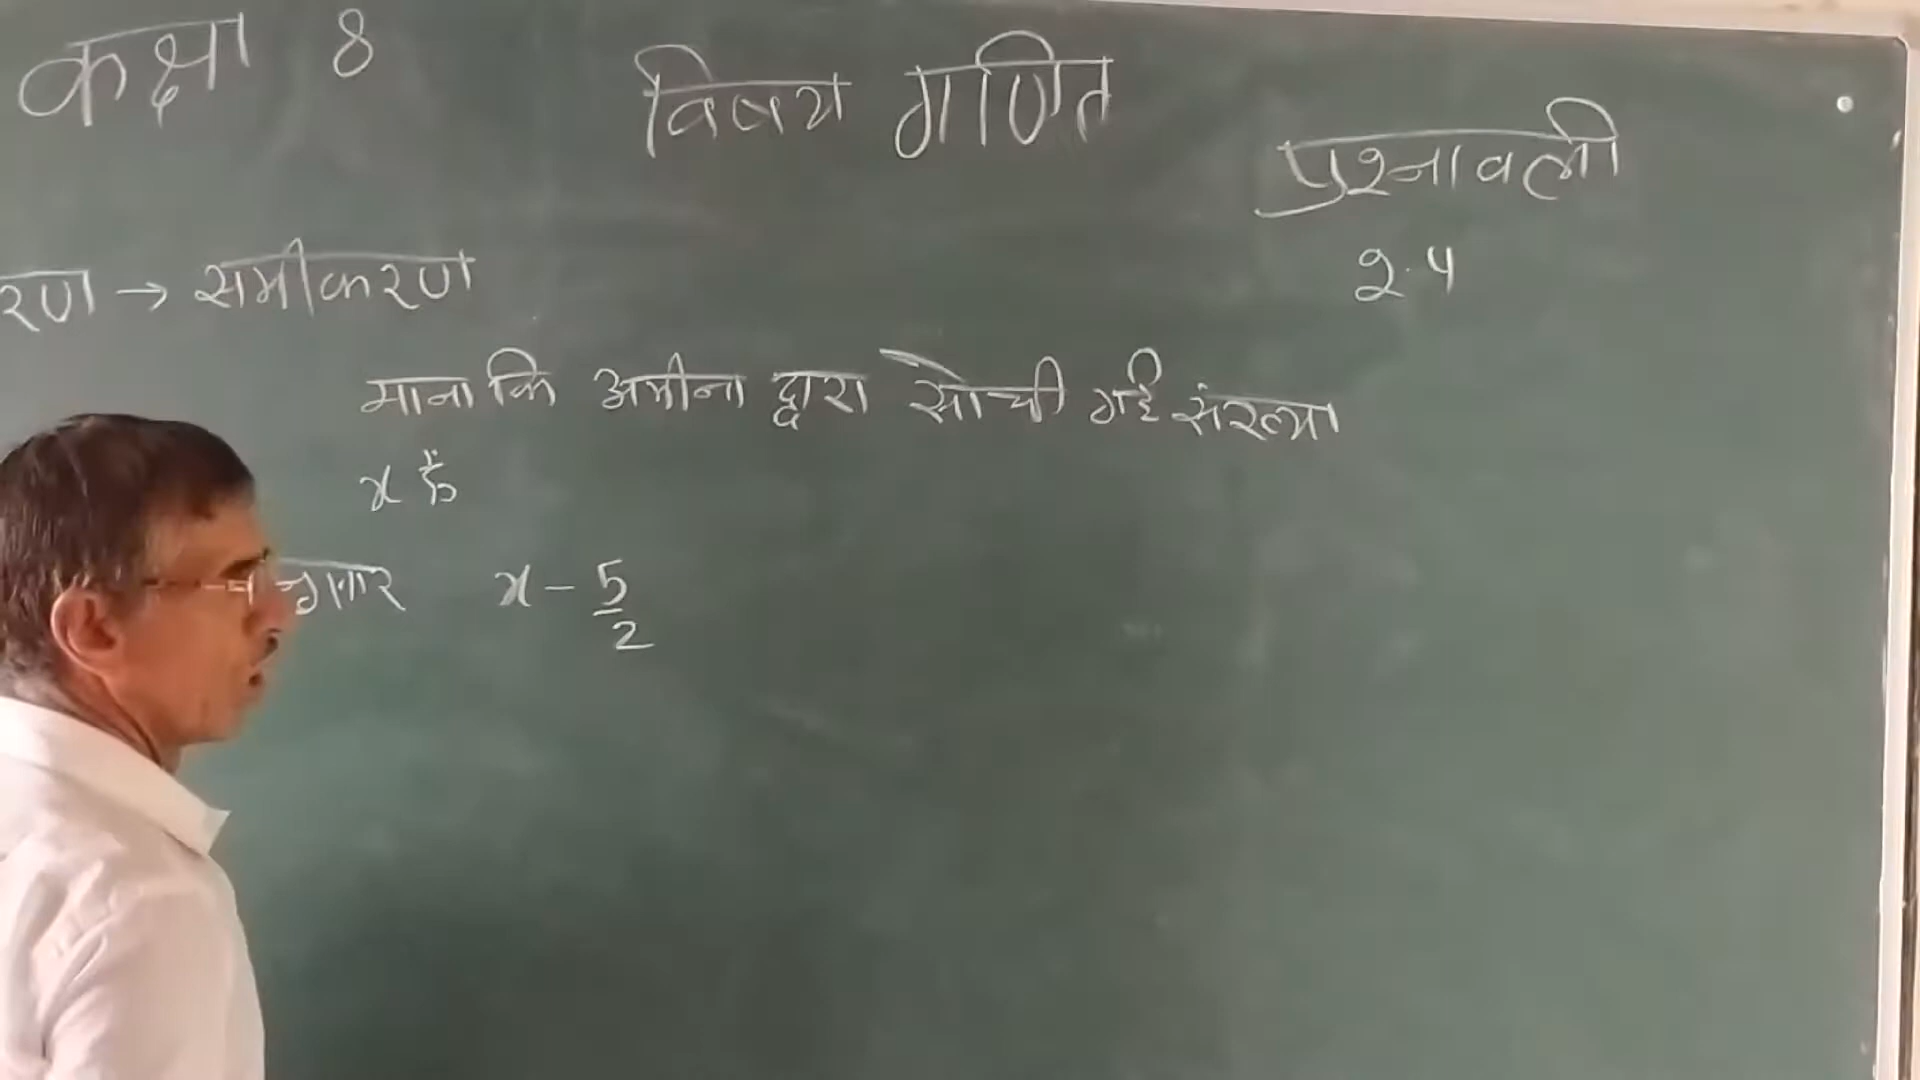 कक्षा 8
विषय गणित
प्रश्नावली
2.4
रण → समीकरण
माना कि अमीना द्वारा सोची गई संख्या
x है
नुसार x - 5/2